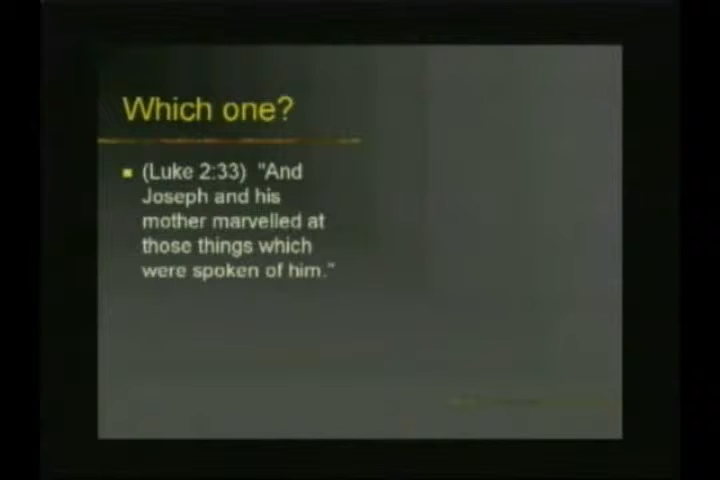 Which one?
(Luke 2:33) "And
Joseph and his
mother marvelled at
those things which
were spoken of him."